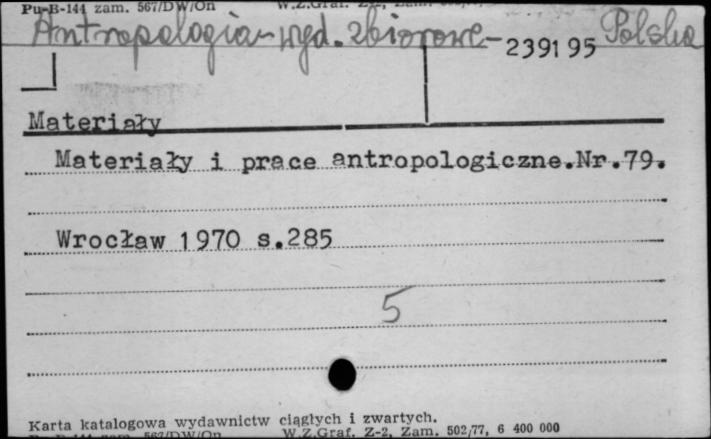 Pu-B-144 zam. 567/DW/On
Antropologia-wyd. zbiorowe- 239195 Polska
Materiały
Materiały i prace antropologiczne.Nr.79.
Wrocław 1970 s.285
5
Karta katalogowa wydawnictw ciągłych i zwartych.
W.Z.Graf. Z-2, Zam. 502/77, 6 400 000